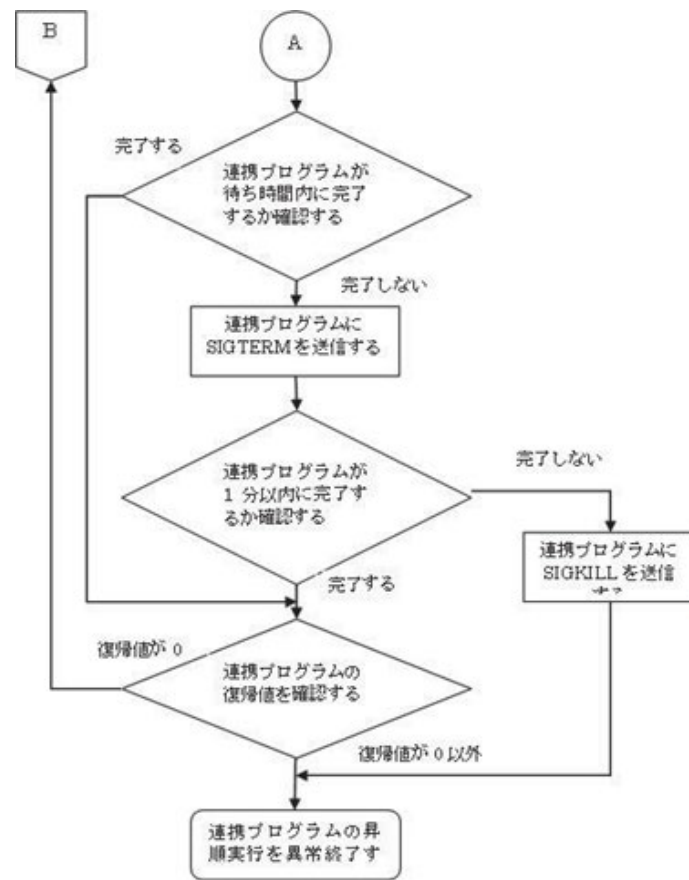 B
A
完了する
連携プログラムが
待ち時間内に完了
するか確認する
完了しない
連携プログラムに
SIGTERMを送信する
連携プログラムが
1 分以内に完了す
るか確認する
完了しない
連携プログラムに
SIGKILLを送信
完了する
復帰値が 0
連携プログラムの
復帰値を確認する
復帰値が 0 以外
連携プログラムの昇
順実行を異常終了す